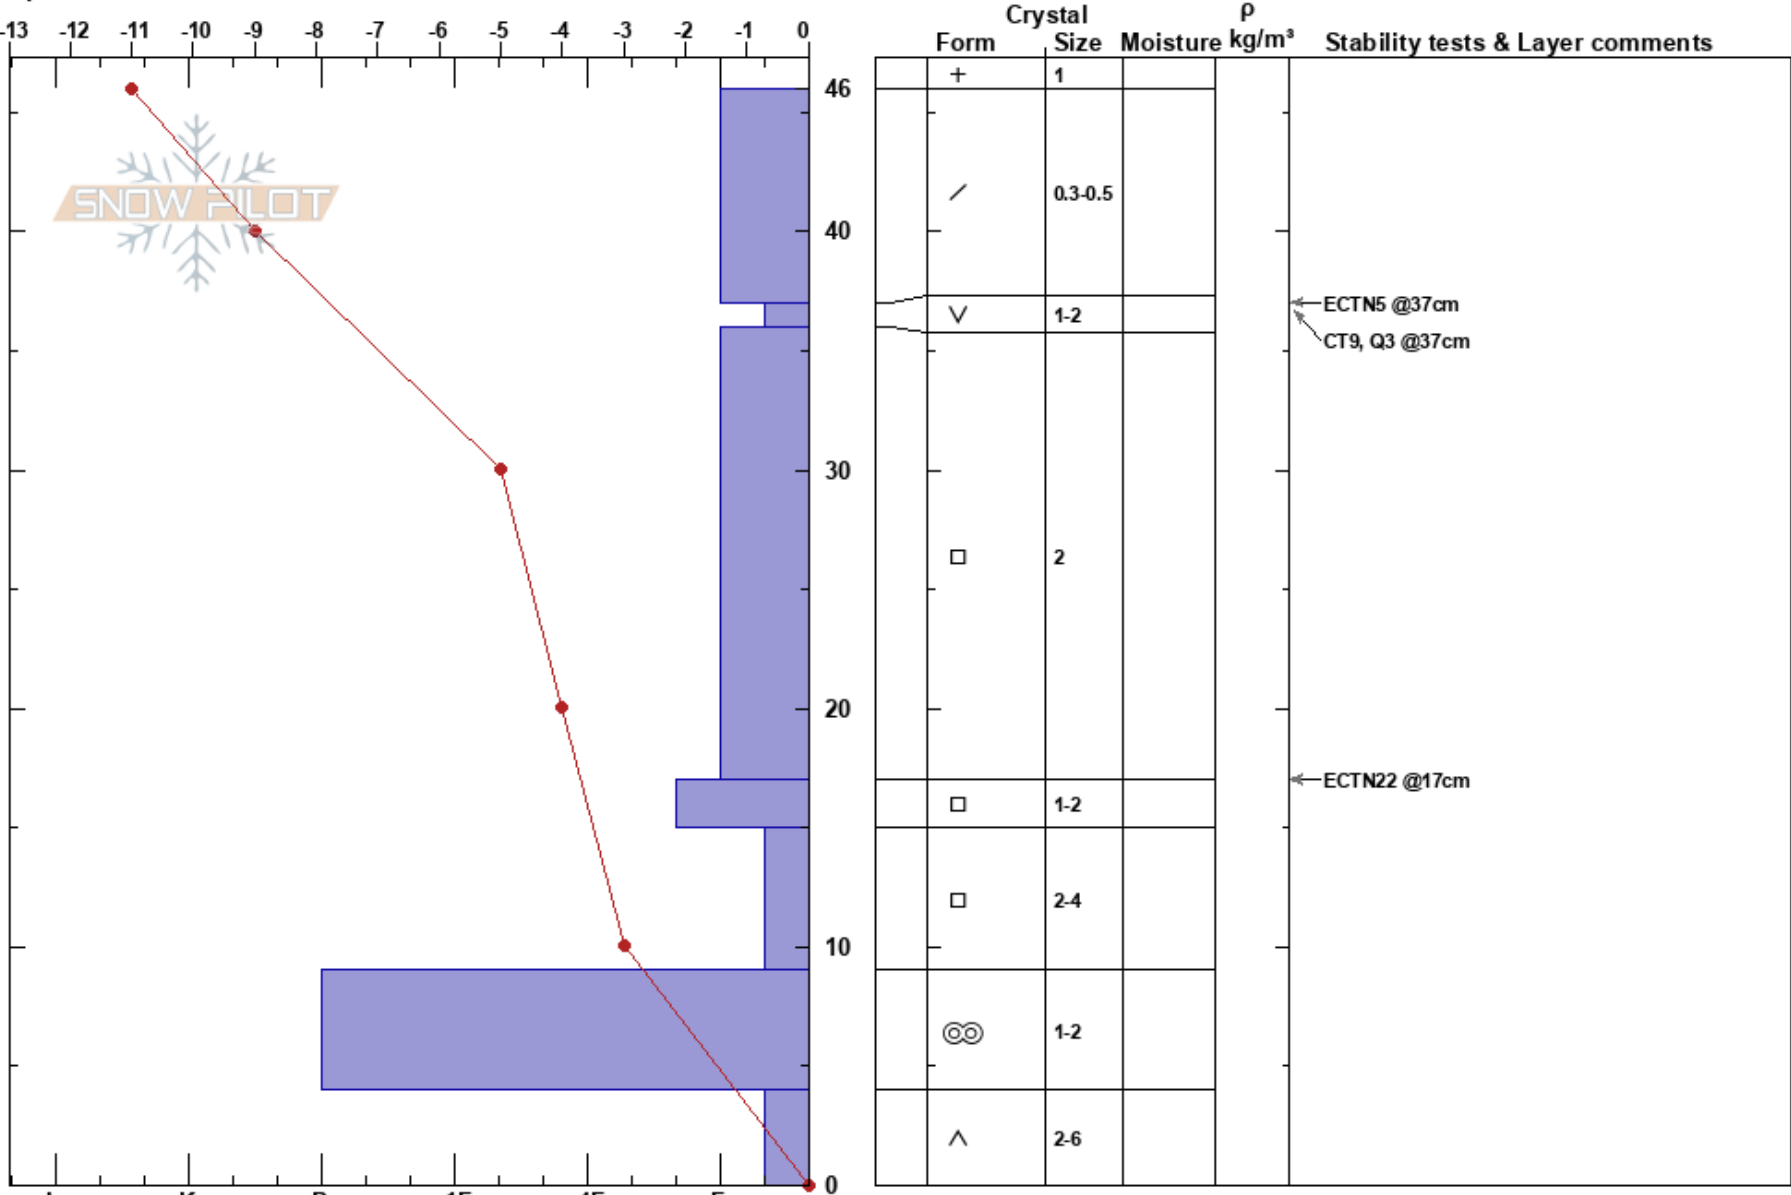 Crystal ρ
-13 -12 -11 -10 -9 -8 -7 -6 -5 -4 -3 -2 -1 0 Form Size Moisture kg/m³ Stability tests & Layer comments
+ 1
46
SNOW PILOT
0.3-0.5
40
ECTN5 @37cm
1-2
CT9, Q3 @37cm
30
2
20
ECTN22 @17cm
1-2
2-4
10
1-2
2-6
0